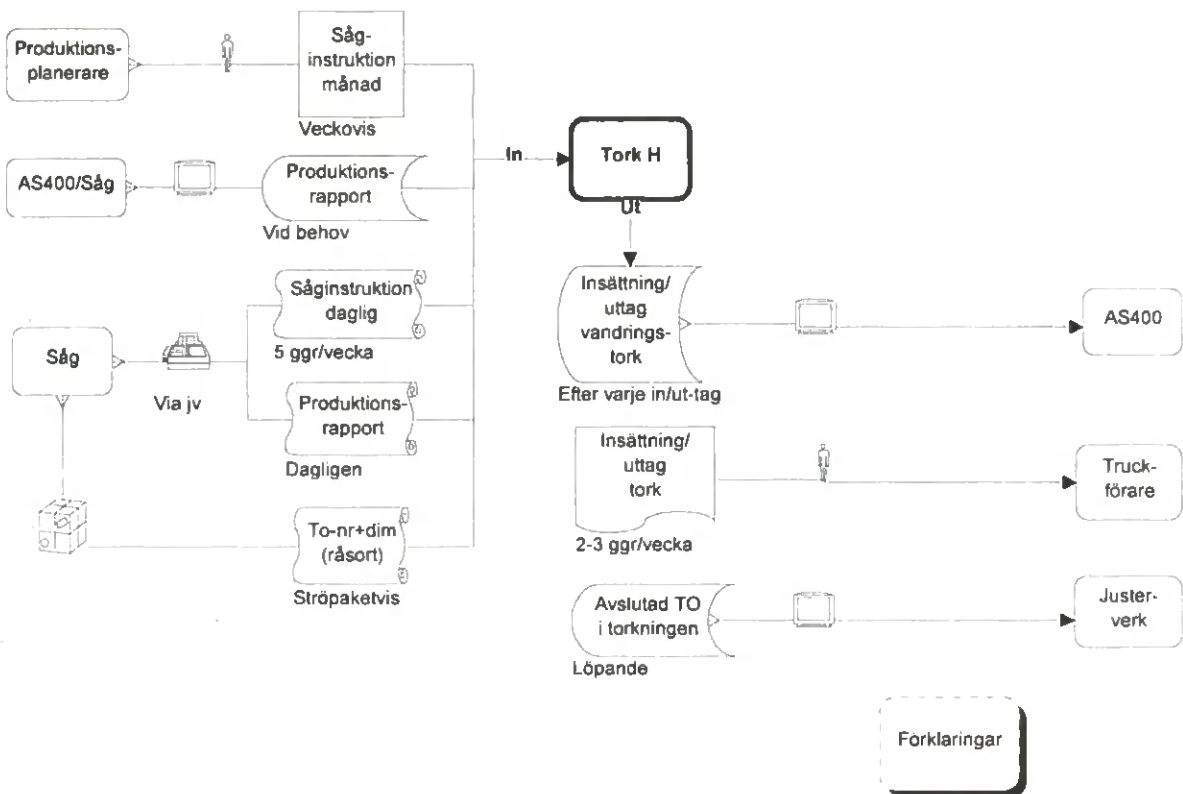 Produktions-
planerare
Såg-
instruktion
månad
Veckovis
AS400/Såg
Produktions-
rapport
Vid behov
Såg
Via jv
Såginstruktion
daglig
5 ggr/vecka
Produktions-
rapport
Dagligen
To-nr+dim
(råsort)
Ströpaketvis
In
Tork H
Ut
Insättning/
uttag
vandrings-
tork
Efter varje in/ut-tag
AS400
Insättning/
uttag
tork
2-3 ggr/vecka
Truck-
förare
Avslutad TO
i torkningen
Löpande
Juster-
verk
Förklaringar